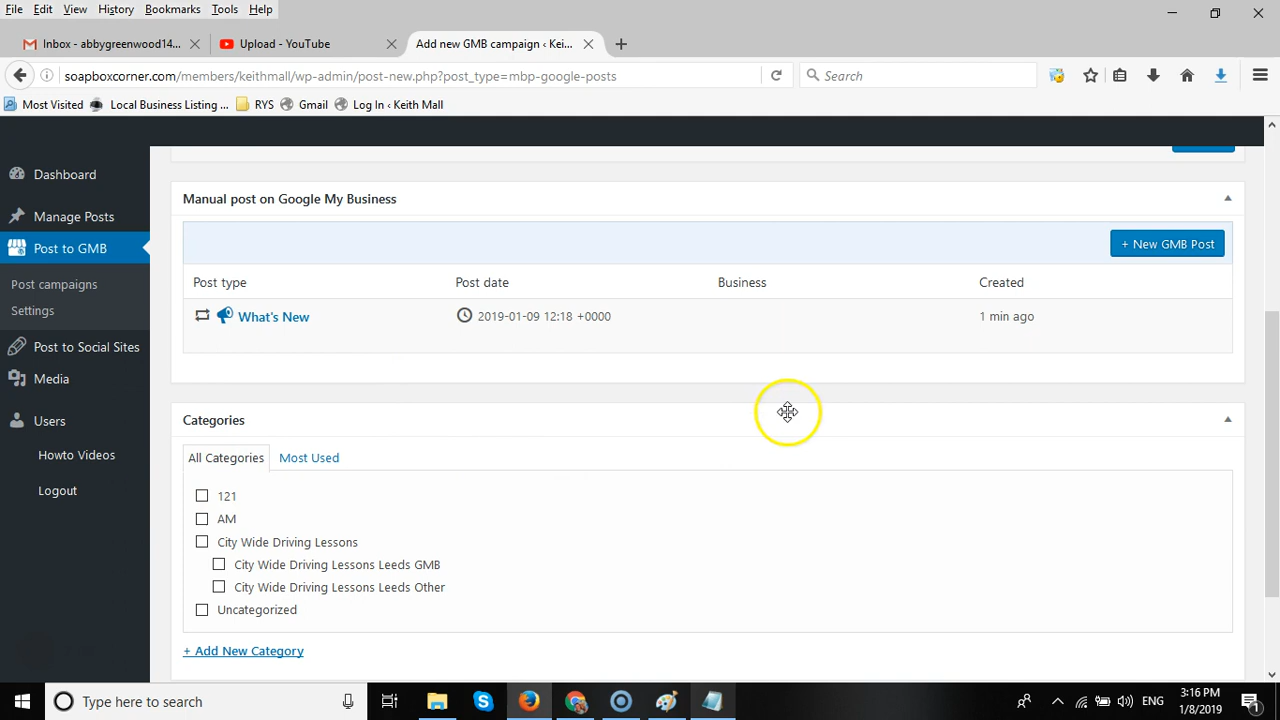 File Edit View History Bookmarks Tools Help
Inbox - abbygreenwood14... Upload - YouTube Add new GMB campaign ‹ Kei...
soapboxcorner.com/members/keithmall/wp-admin/post-new.php?post_type=mbp-google-posts Search
Most Visited Local Business Listing ... RYS Gmail Log In ‹ Keith Mall
Dashboard
Manage Posts
Post to GMB
Post campaigns
Settings
Post to Social Sites
Media
Users
Howto Videos
Logout
Manual post on Google My Business
+ New GMB Post
Post type Post date Business Created
What's New 2019-01-09 12:18 +0000 1 min ago
Categories
All Categories Most Used
121
AM
City Wide Driving Lessons
City Wide Driving Lessons Leeds GMB
City Wide Driving Lessons Leeds Other
Uncategorized
+ Add New Category
Type here to search ENG 3:16 PM
1/8/2019 1